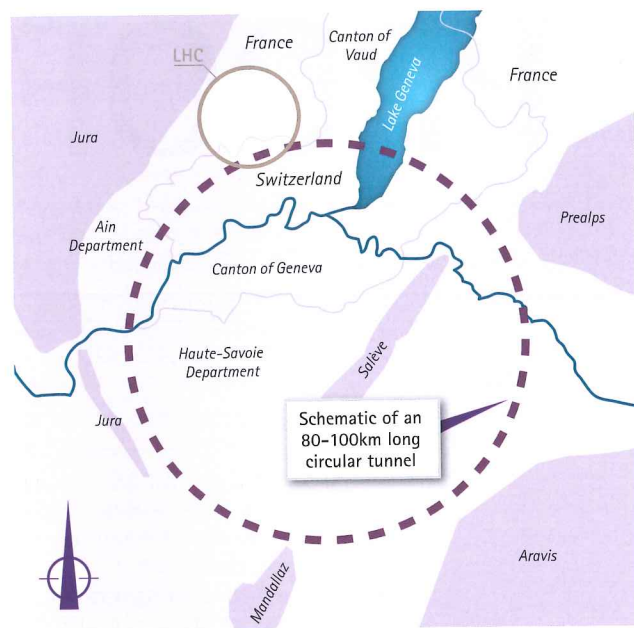 France
Canton of
Vaud
LHC
Lake Geneva
France
Jura
Switzerland
Prealps
Ain
Department
Canton of Geneva
Haute-Savoie
Department
Salève
Jura
Schematic of an
80-100km long
circular tunnel
Aravis
Mandallaz